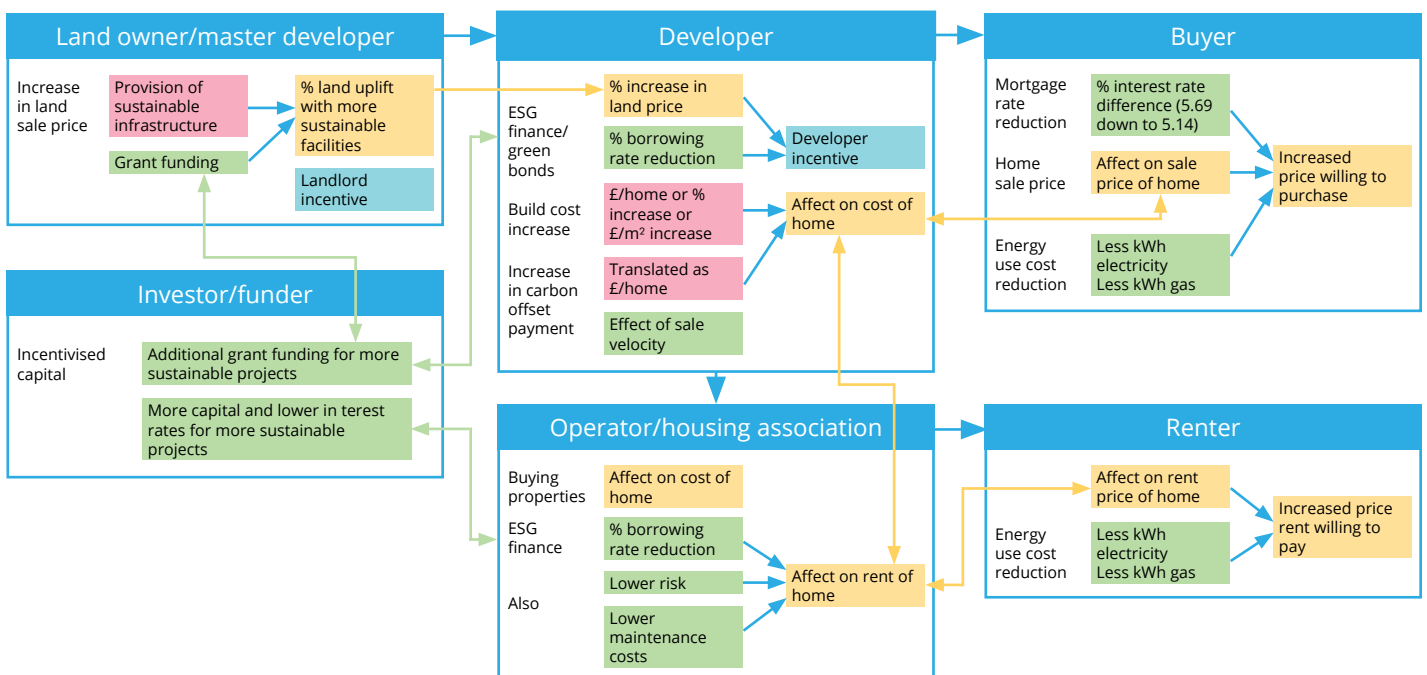 Land owner/master developer
Increase
in land
sale price
Provision of
sustainable
infrastructure
Grant funding
% land uplift
with more
sustainable
facilities
Landlord
incentive
Investor/funder
Incentivised
capital
Additional grant funding for more
sustainable projects
More capital and lower in terest
rates for more sustainable
projects
Developer
ESG
finance/
green
bonds
% increase in
land price
% borrowing
rate reduction
Developer
incentive
Build cost
increase
£/home or %
increase or
£/m² increase
Affect on cost of
home
Increase
in carbon
offset
payment
Translated as
£/home
Effect of sale
velocity
Operator/housing association
Buying
properties
Affect on cost of
home
ESG
finance
% borrowing
rate reduction
Also
Lower risk
Lower
maintenance
costs
Affect on rent of
home
Buyer
Mortgage
rate
reduction
% interest rate
difference (5.69
down to 5.14)
Home
sale price
Affect on sale
price of home
Increased
price willing to
purchase
Energy
use cost
reduction
Less kWh
electricity
Less kWh gas
Renter
Affect on rent
price of home
Energy
use cost
reduction
Less kWh
electricity
Less kWh gas
Increased price
rent willing to
pay